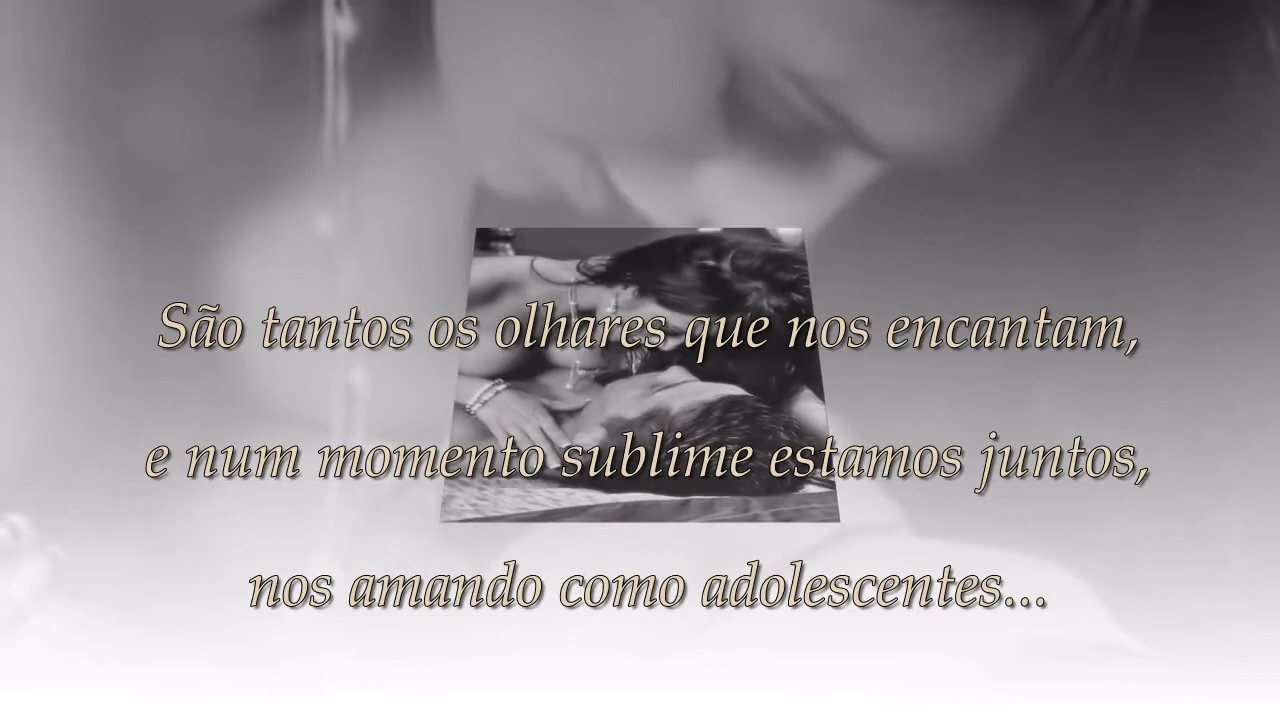 São tantos os olhares que nos encantam,
e num momento sublime estamos juntos,
nos amando como adolescentes...